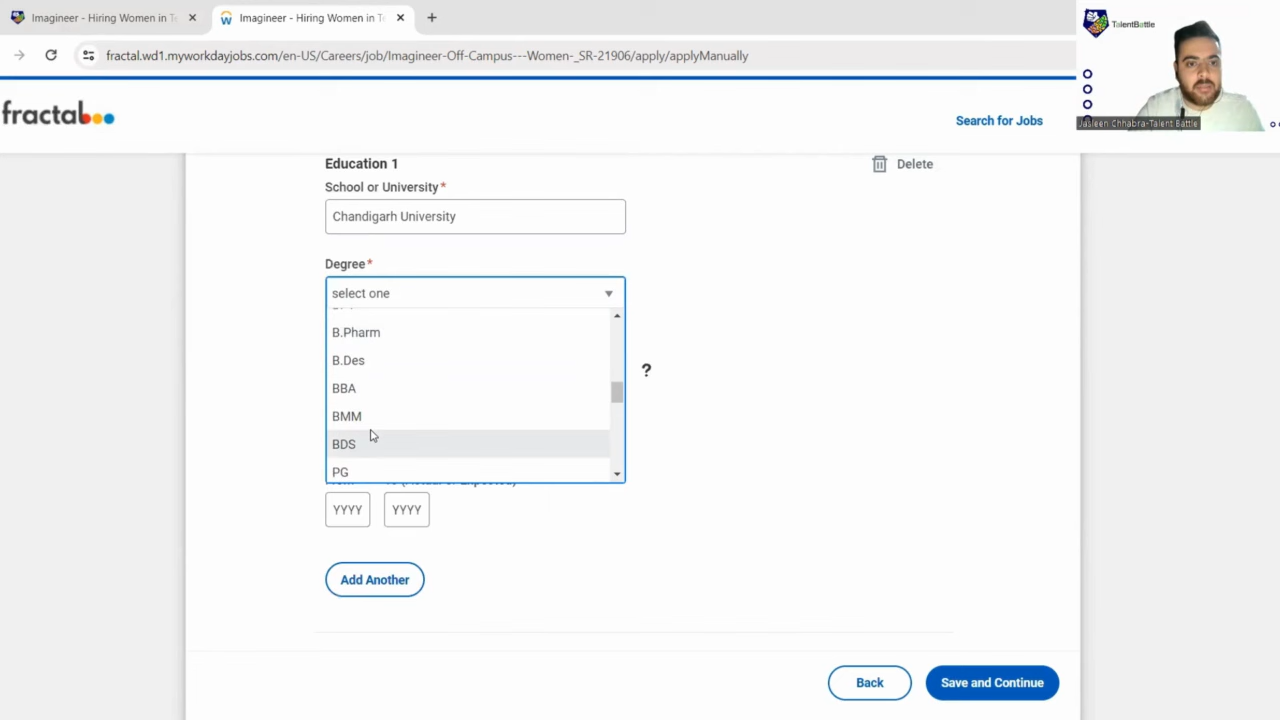 Imagineer - Hiring Women in Te
Imagineer - Hiring Women in Te
fractal.wd1.myworkdayjobs.com/en-US/Careers/job/Imagineer-Off-Campus---Women-_SR-21906/apply/applyManually
TalentBattle
Jasleen Chhabra-Talent Battle
fractal
Search for Jobs
Education 1
Delete
School or University*
Chandigarh University
Degree*
select one
B.Pharm
B.Des
?
BBA
BMM
BDS
PG
YYYY YYYY
Add Another
Back
Save and Continue